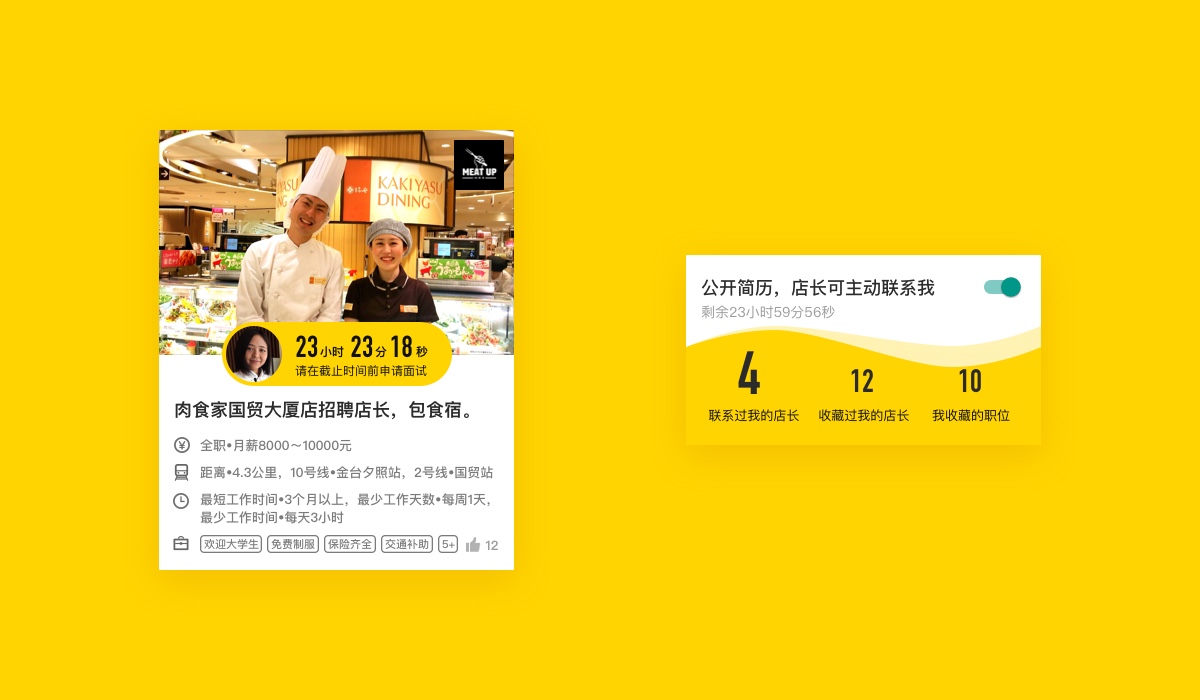 MEAT UP
YASU
NG
KAKIYASU
DINING
23小时 23分 18秒
请在截止时间前申请面试
肉食家国贸大厦店招聘店长，包食宿。
全职•月薪8000～10000元
距离•4.3公里，10号线•金台夕照站，2号线•国贸站
最短工作时间•3个月以上，最少工作天数•每周1天，
最少工作时间•每天3小时
欢迎大学生 免费制服 保险齐全 交通补助 5+ 12
公开简历，店长可主动联系我
剩余23小时59分56秒
4 12 10
联系过我的店长 收藏过我的店长 我收藏的职位